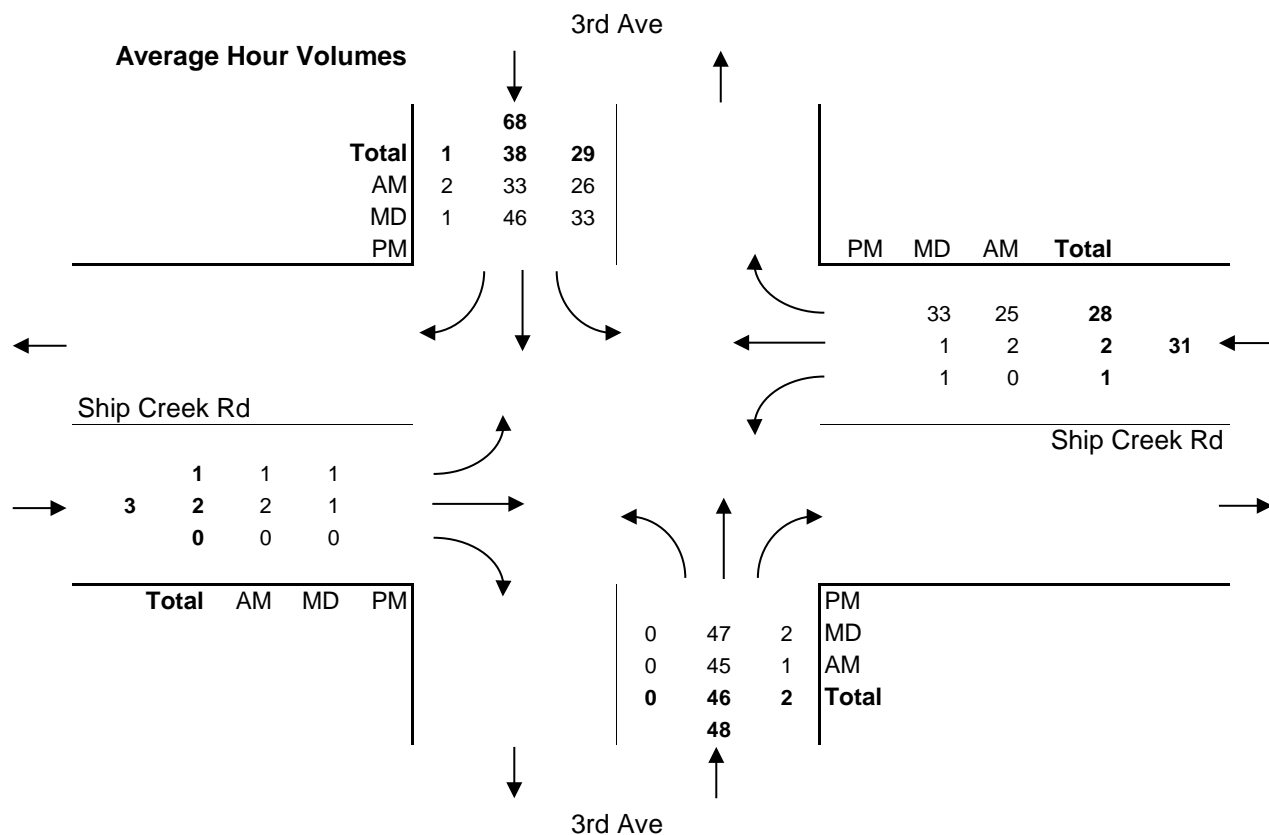 3rd Ave
Average Hour Volumes
68
Total 1 38 29
AM 2 33 26
MD 1 46 33
PM
PM MD AM Total
33 25 28
1 2 2 31
1 0 1
Ship Creek Rd
Ship Creek Rd
1 1 1
3 2 2 1
0 0 0
Total AM MD PM
PM
0 47 2 MD
0 45 1 AM
0 46 2 Total
48
3rd Ave